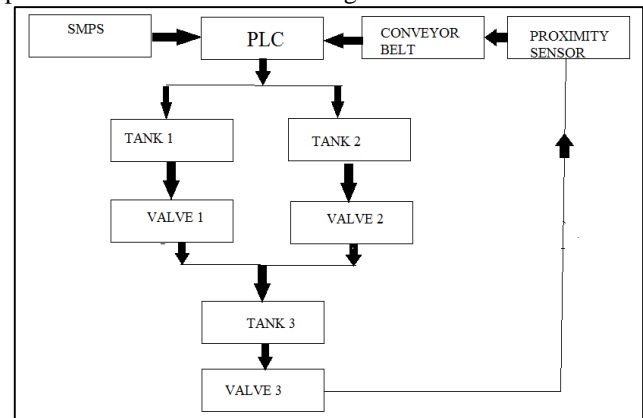 SMPS
PLC
CONVEYOR
BELT
PROXIMITY
SENSOR
TANK 1
TANK 2
VALVE 1
VALVE 2
TANK 3
VALVE 3